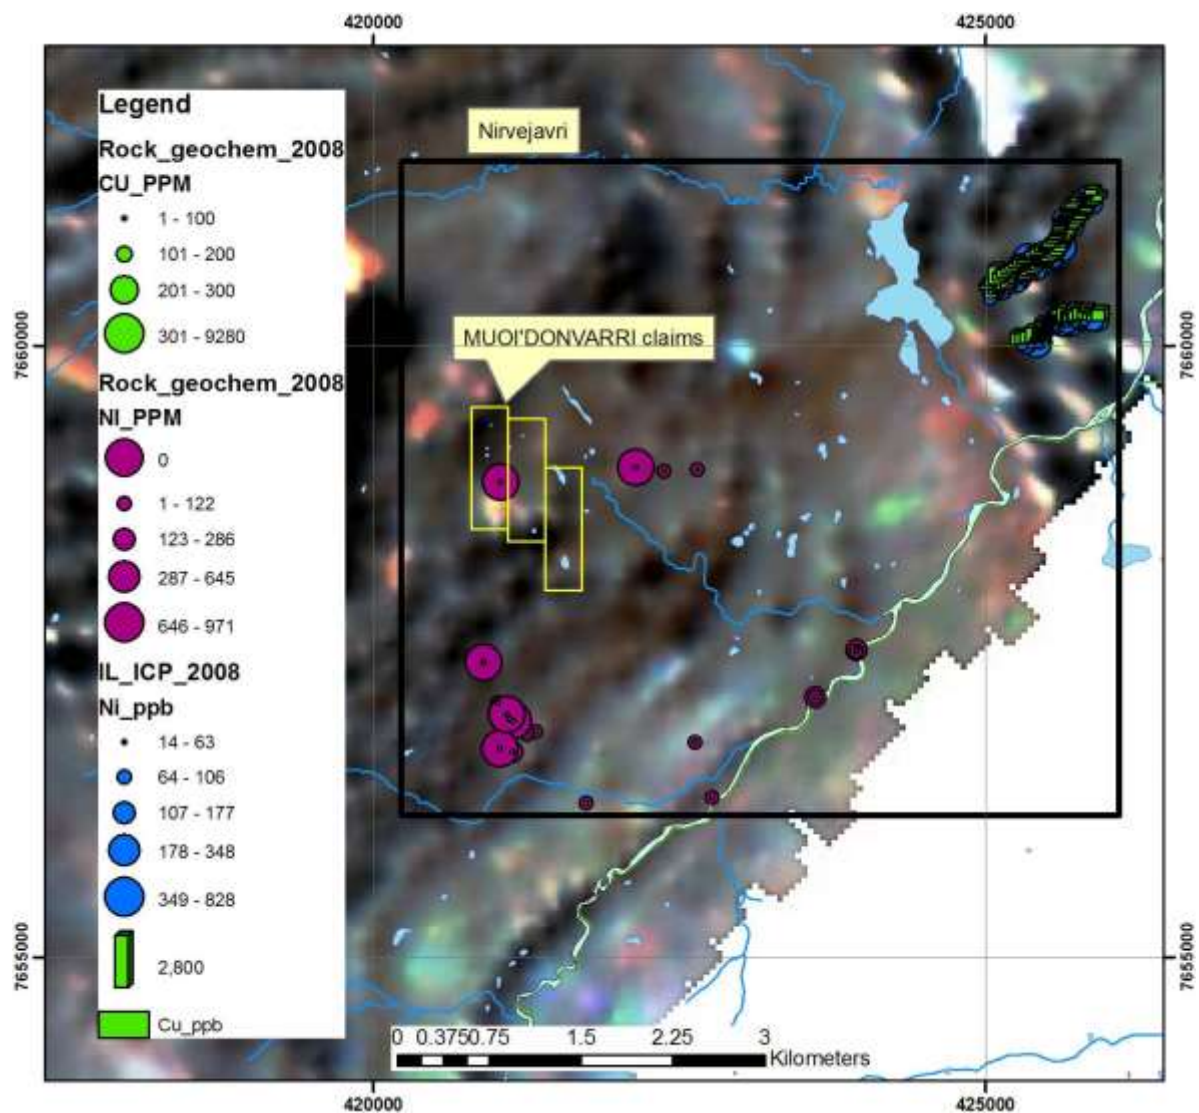 420000
425000
Legend
Rock_geochem_2008
CU_PPM
1 - 100
101 - 200
201 - 300
301 - 9280
Rock_geochem_2008
NI_PPM
0
1 - 122
123 - 286
287 - 645
646 - 971
IL_ICP_2008
Ni_ppb
14 - 63
64 - 106
107 - 177
178 - 348
349 - 828
2,800
Cu_ppb
Nirvejavri
MUOI'DONVARRI claims
7660000
7660000
7655000
7655000
0 0.375 0.75 1.5 2.25 3
Kilometers
420000
425000